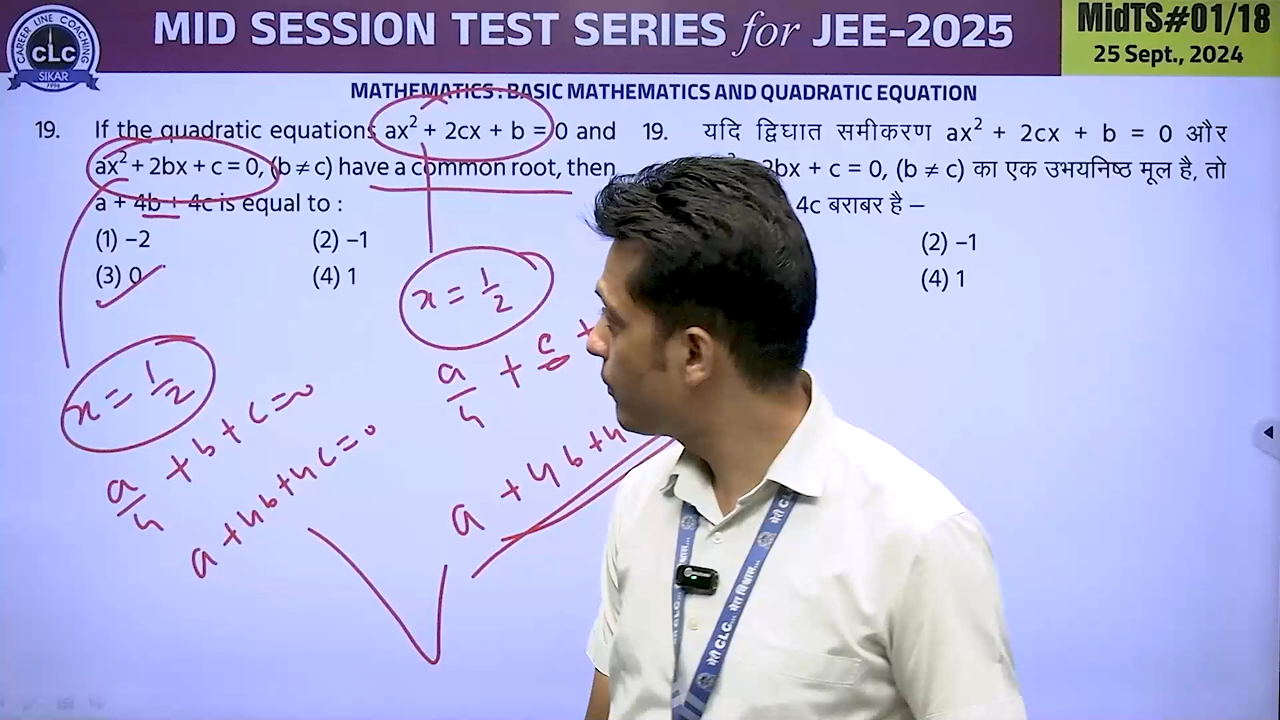 MID SESSION TEST SERIES for JEE-2025
MidTS#01/18
25 Sept., 2024
CAREER LINE COACHING
CLC
SIKAR
1996
MATHEMATICS : BASIC MATHEMATICS AND QUADRATIC EQUATION
19. If the quadratic equations ax² + 2cx + b = 0 and
ax² + 2bx + c = 0, (b ≠ c) have a common root, then
a + 4b + 4c is equal to :
(1) –2 (2) –1
(3) 0 (4) 1
19. यदि द्विघात समीकरण ax² + 2cx + b = 0 और
2bx + c = 0, (b ≠ c) का एक उभयनिष्ठ मूल है, तो
4c बराबर है –
(2) –1
(4) 1
x = 1/2
a/4 + c +
a + 4b + 4
x = 1/2
a/4 + b + c = 0
a + 4b + 4c = 0
CLC